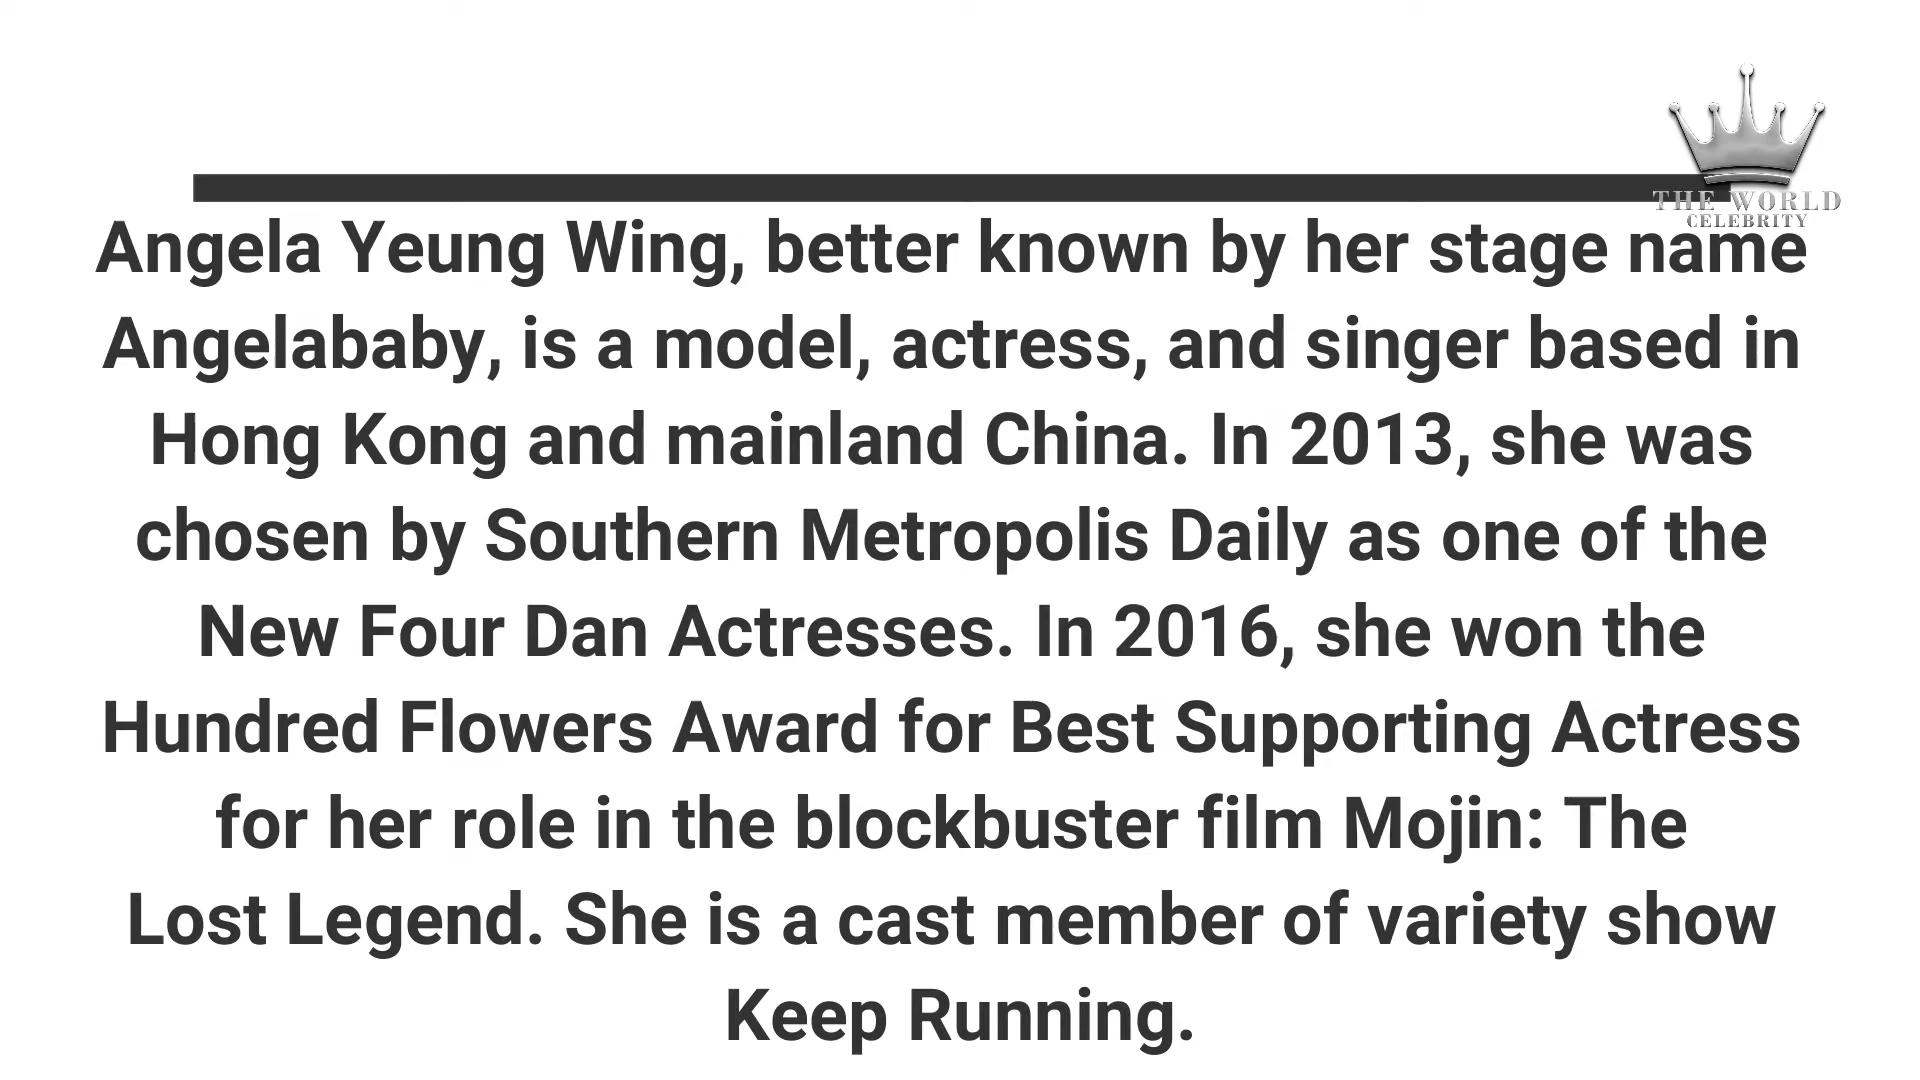 THE WORLD
CELEBRITY
Angela Yeung Wing, better known by her stage name
Angelababy, is a model, actress, and singer based in
Hong Kong and mainland China. In 2013, she was
chosen by Southern Metropolis Daily as one of the
New Four Dan Actresses. In 2016, she won the
Hundred Flowers Award for Best Supporting Actress
for her role in the blockbuster film Mojin: The
Lost Legend. She is a cast member of variety show
Keep Running.